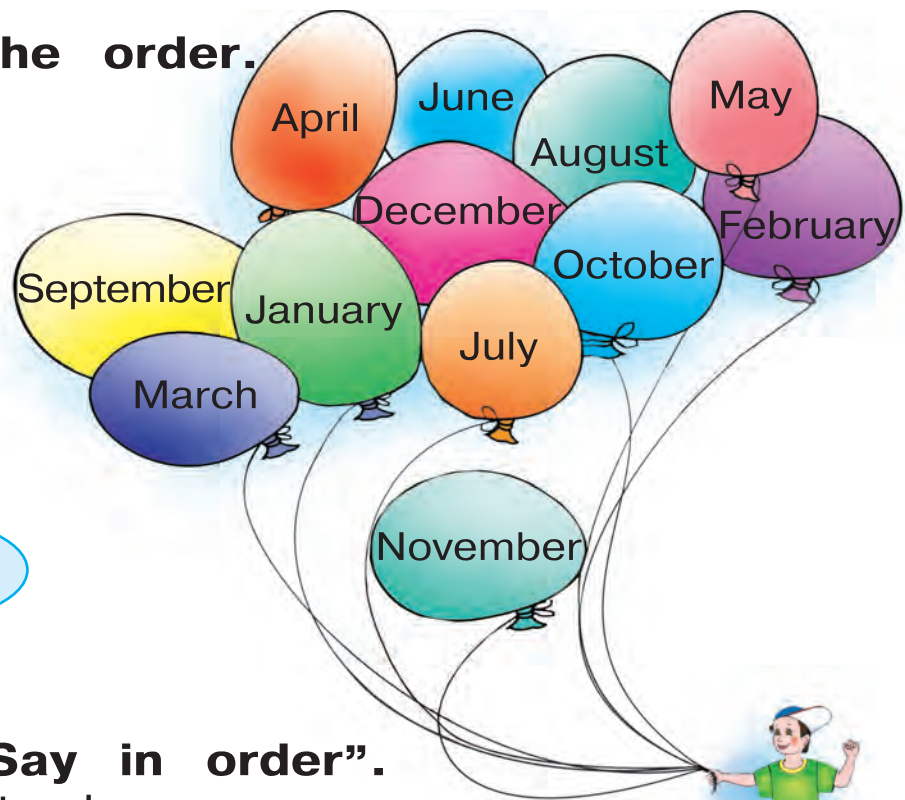 he order.
April
June
May
August
December
February
September
October
January
July
March
November
Say in order”.